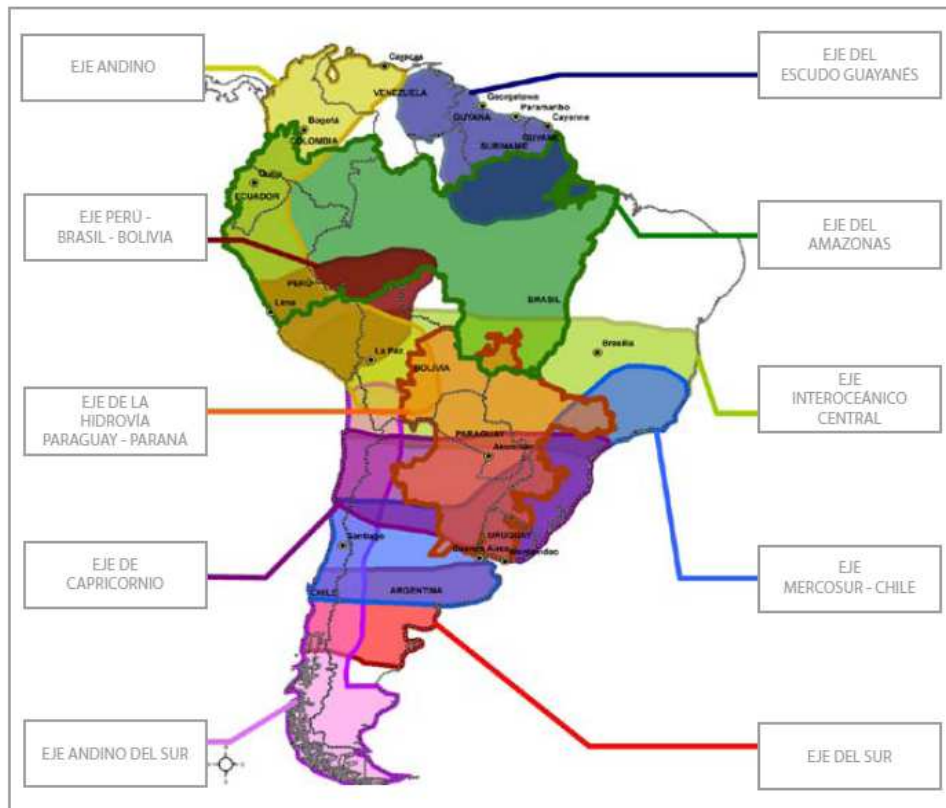 EJE ANDINO
EJE DEL
ESCUDO GUAYANÉS
EJE PERÚ -
BRASIL - BOLIVIA
EJE DEL
AMAZONAS
EJE DE LA
HIDROVÍA
PARAGUAY - PARANÁ
EJE
INTEROCEÁNICO
CENTRAL
EJE DE
CAPRICORNIO
EJE
MERCOSUR - CHILE
EJE ANDINO DEL SUR
EJE DEL SUR
Caracas
VENEZUELA
Georgetown
GUYANA
Paramaribo
Cayenne
SURINAME
GUYANE
Bogotá
COLOMBIA
Quito
ECUADOR
PERÚ
Lima
BRASIL
Brasilia
La Paz
BOLIVIA
PARAGUAY
Asunción
URUGUAY
Buenos Aires
Montevideo
Santiago
CHILE
ARGENTINA